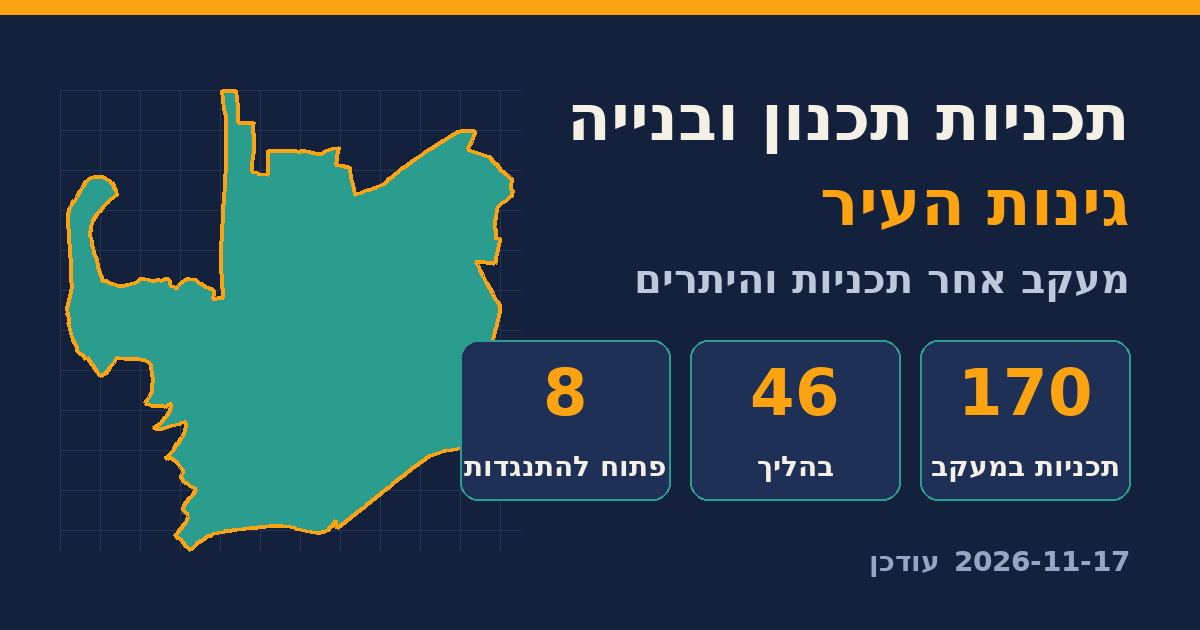 תכניות תכנון ובנייה
גינות העיר
מעקב אחר תכניות והיתרים
170
תכניות במעקב
46
בהליך
8
פתוח להתנגדות
2026-11-17 עודכן